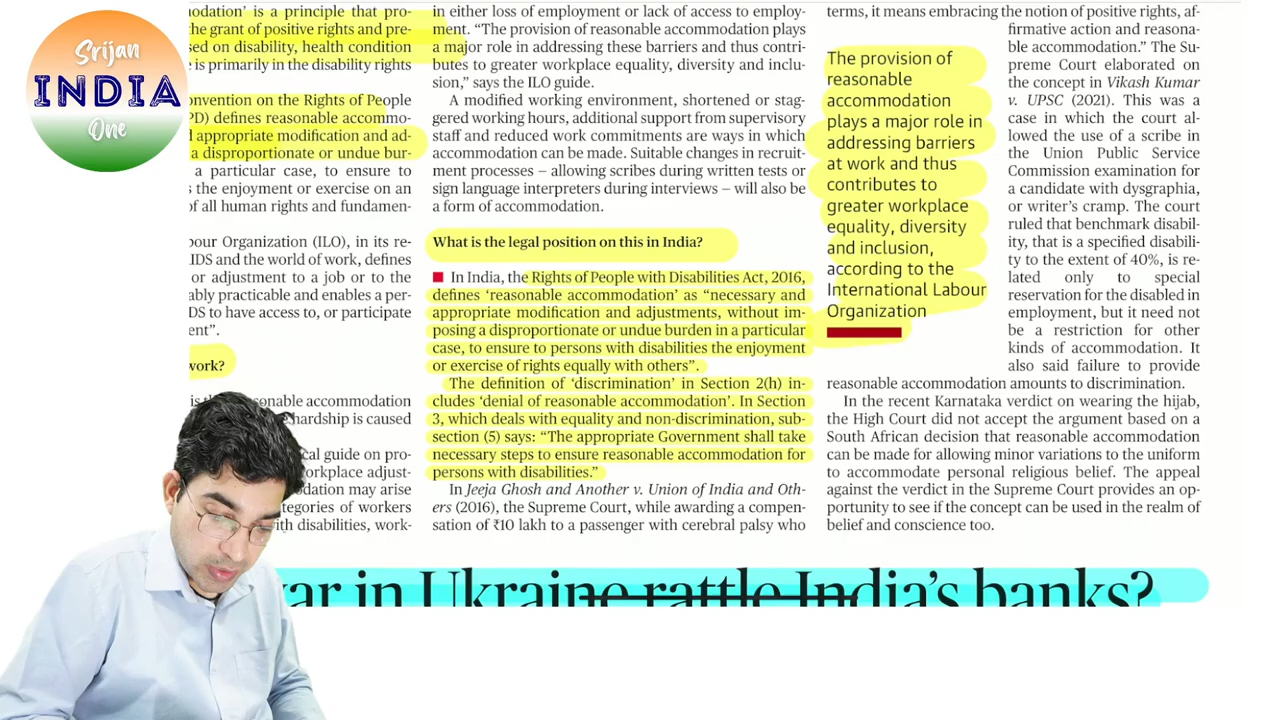 Srijan
INDIA
One
odation’ is a principle that pro-
the grant of positive rights and pre-
sed on disability, health condition
e is primarily in the disability rights
onvention on the Rights of People
PD) defines reasonable accommo-
d appropriate modification and ad-
a disproportionate or undue bur-
a particular case, to ensure to
s the enjoyment or exercise on an
of all human rights and fundamen-
bour Organization (ILO), in its re-
IDS and the world of work, defines
or adjustment to a job or to the
ably practicable and enables a per-
DS to have access to, or participate
ent”.
work?
onable accommodation
hardship is caused
cal guide on pro-
orkplace adjust-
dation may arise
tegories of workers
th disabilities, work-
in either loss of employment or lack of access to employ-
ment. “The provision of reasonable accommodation plays
a major role in addressing these barriers and thus contri-
butes to greater workplace equality, diversity and inclu-
sion,” says the ILO guide.
A modified working environment, shortened or stag-
gered working hours, additional support from supervisory
staff and reduced work commitments are ways in which
accommodation can be made. Suitable changes in recruit-
ment processes – allowing scribes during written tests or
sign language interpreters during interviews – will also be
a form of accommodation.
What is the legal position on this in India?
In India, the Rights of People with Disabilities Act, 2016,
defines ‘reasonable accommodation’ as “necessary and
appropriate modification and adjustments, without im-
posing a disproportionate or undue burden in a particular
case, to ensure to persons with disabilities the enjoyment
or exercise of rights equally with others”.
The definition of ‘discrimination’ in Section 2(h) in-
cludes ‘denial of reasonable accommodation’. In Section
3, which deals with equality and non-discrimination, sub-
section (5) says: “The appropriate Government shall take
necessary steps to ensure reasonable accommodation for
persons with disabilities.”
In Jeeja Ghosh and Another v. Union of India and Oth-
ers (2016), the Supreme Court, while awarding a compen-
sation of ₹10 lakh to a passenger with cerebral palsy who
The provision of
reasonable
accommodation
plays a major role in
addressing barriers
at work and thus
contributes to
greater workplace
equality, diversity
and inclusion,
according to the
International Labour
Organization
terms, it means embracing the notion of positive rights, af-
firmative action and reasona-
ble accommodation.” The Su-
preme Court elaborated on
the concept in Vikash Kumar
v. UPSC (2021). This was a
case in which the court al-
lowed the use of a scribe in
the Union Public Service
Commission examination for
a candidate with dysgraphia,
or writer’s cramp. The court
ruled that benchmark disabil-
ity, that is a specified disabili-
ty to the extent of 40%, is re-
lated only to special
reservation for the disabled in
employment, but it need not
be a restriction for other
kinds of accommodation. It
also said failure to provide
reasonable accommodation amounts to discrimination.
In the recent Karnataka verdict on wearing the hijab,
the High Court did not accept the argument based on a
South African decision that reasonable accommodation
can be made for allowing minor variations to the uniform
to accommodate personal religious belief. The appeal
against the verdict in the Supreme Court provides an op-
portunity to see if the concept can be used in the realm of
belief and conscience too.
ar in Ukraine rattle India’s banks?